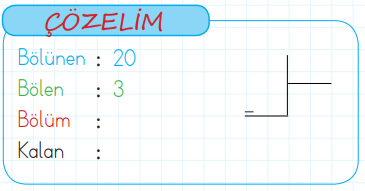 ÇÖZELİM
Bölünen : 20
Bölen : 3
Bölüm :
Kalan :